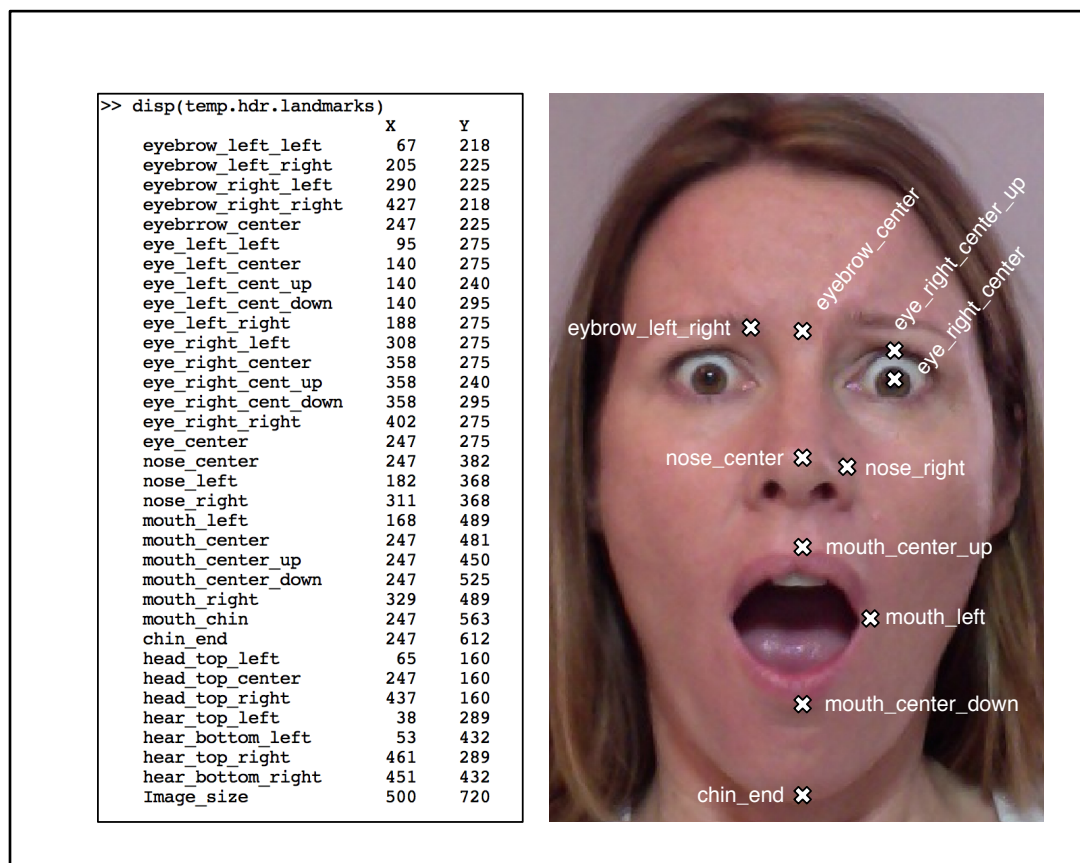 >> disp(temp.hdr.landmarks)
X Y
eyebrow_left_left 67 218
eyebrow_left_right 205 225
eyebrow_right_left 290 225
eyebrow_right_right 427 218
eyebrrow_center 247 225
eye_left_left 95 275
eye_left_center 140 275
eye_left_cent_up 140 240
eye_left_cent_down 140 295
eye_left_right 188 275
eye_right_left 308 275
eye_right_center 358 275
eye_right_cent_up 358 240
eye_right_cent_down 358 295
eye_right_right 402 275
eye_center 247 275
nose_center 247 382
nose_left 182 368
nose_right 311 368
mouth_left 168 489
mouth_center 247 481
mouth_center_up 247 450
mouth_center_down 247 525
mouth_right 329 489
mouth_chin 247 563
chin_end 247 612
head_top_left 65 160
head_top_center 247 160
head_top_right 437 160
hear_top_left 38 289
hear_bottom_left 53 432
hear_top_right 461 289
hear_bottom_right 451 432
Image_size 500 720
eyebrow_center
eye_right_center_up
eye_right_center
eybrow_left_right
nose_center
nose_right
mouth_center_up
mouth_left
mouth_center_down
chin_end